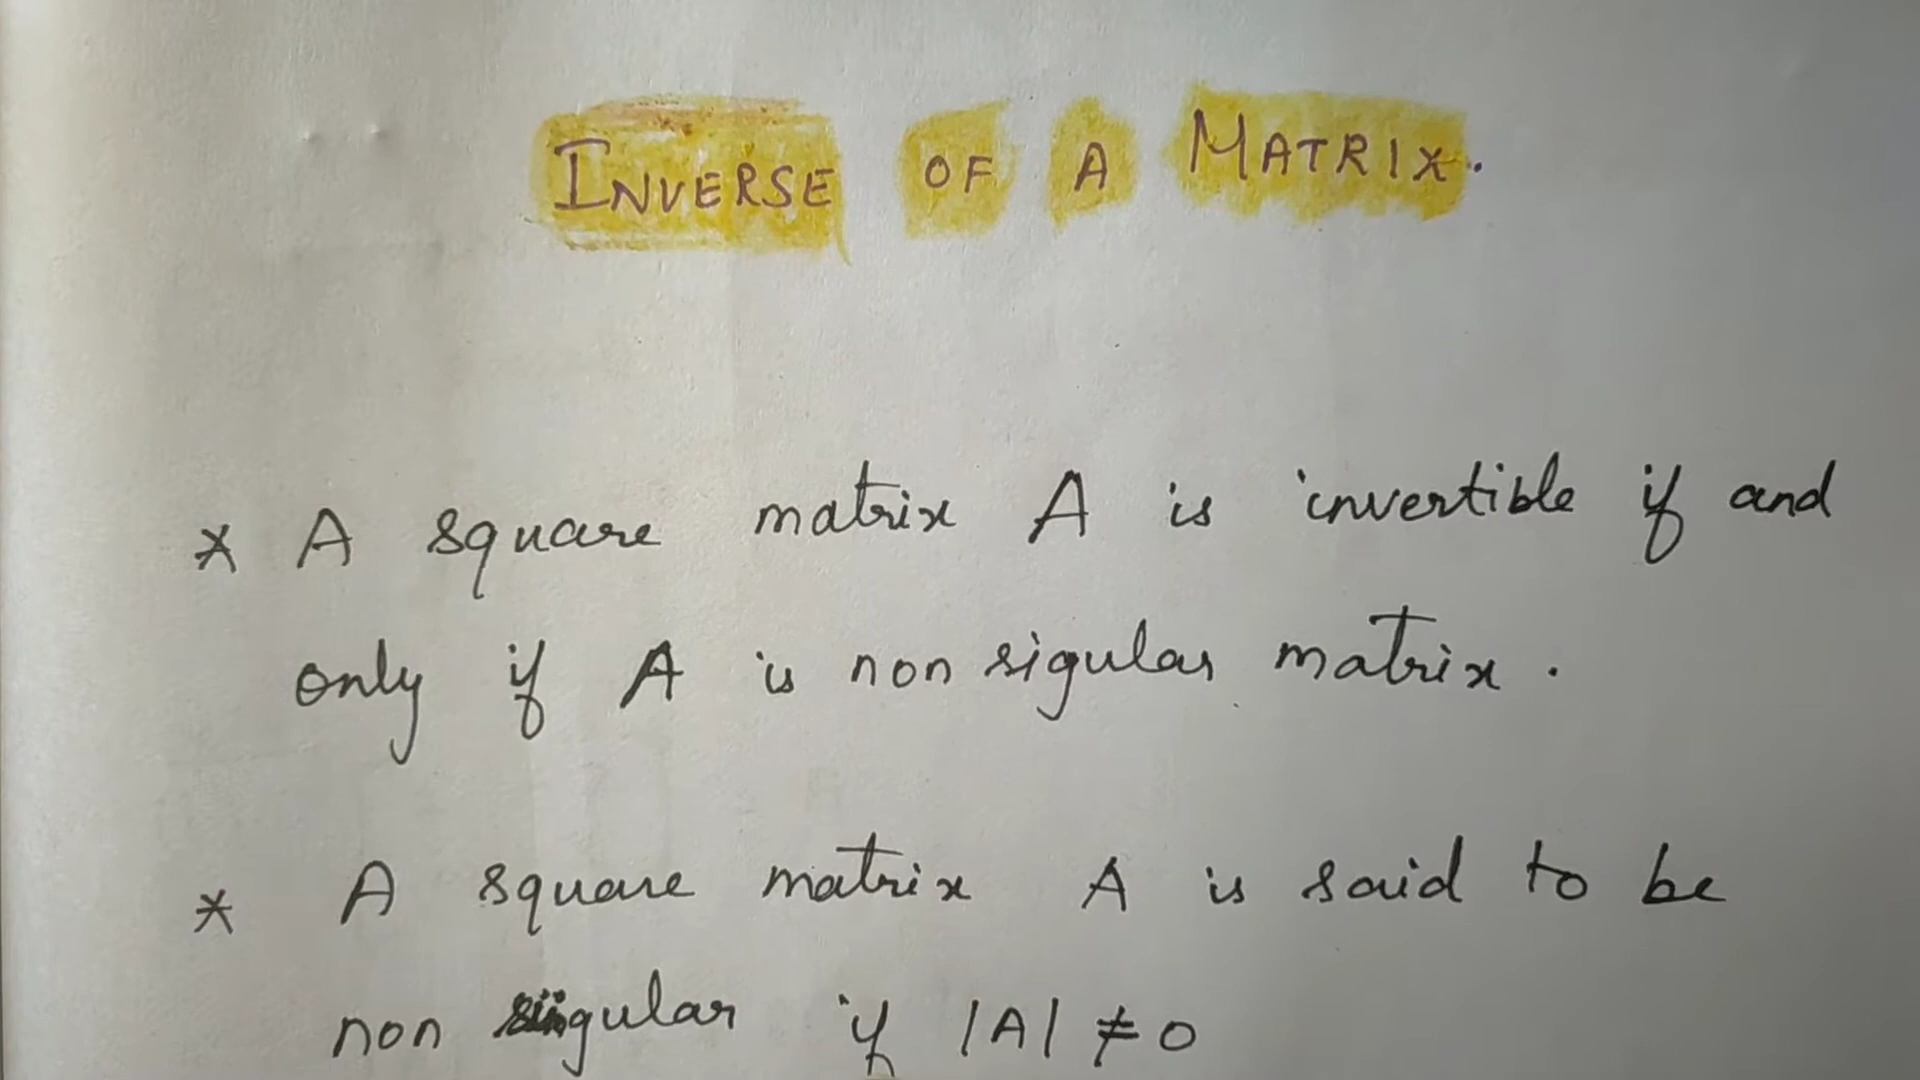 INVERSE OF A MATRIX.
* A square matrix A is invertible if and
only if A is non sigular matrix.
* A square matrix A is said to be
non singular if |A| ≠ 0